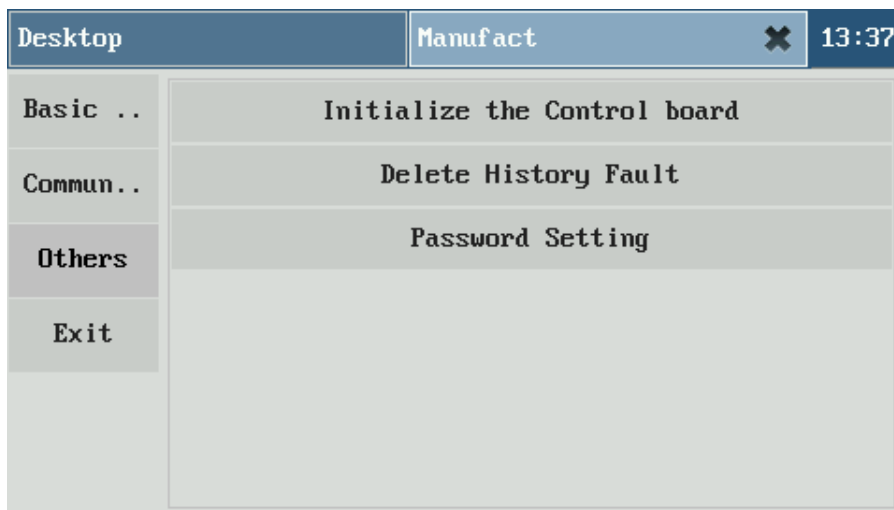 Desktop
Manufact
13:37
Basic ..
Initialize the Control board
Commun..
Delete History Fault
Others
Password Setting
Exit